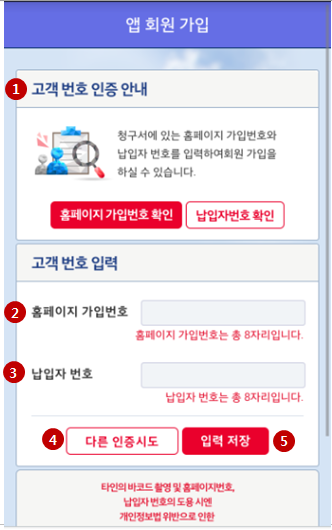 앱 회원 가입
1 고객 번호 인증 안내
청구서에 있는 홈페이지 가입번호와
납입자 번호를 입력하여회원 가입을
하실 수 있습니다.
홈페이지 가입번호 확인 납입자번호 확인
고객 번호 입력
2 홈페이지 가입번호
홈페이지 가입번호는 총 8자리입니다.
3 납입자 번호
납입자 번호는 총 8자리입니다.
4 다른 인증시도 입력 저장 5
타인의 바코드 촬영 및 홈페이지번호,
납입자 번호의 도용 시엔
개인정보법 위반으로 인한